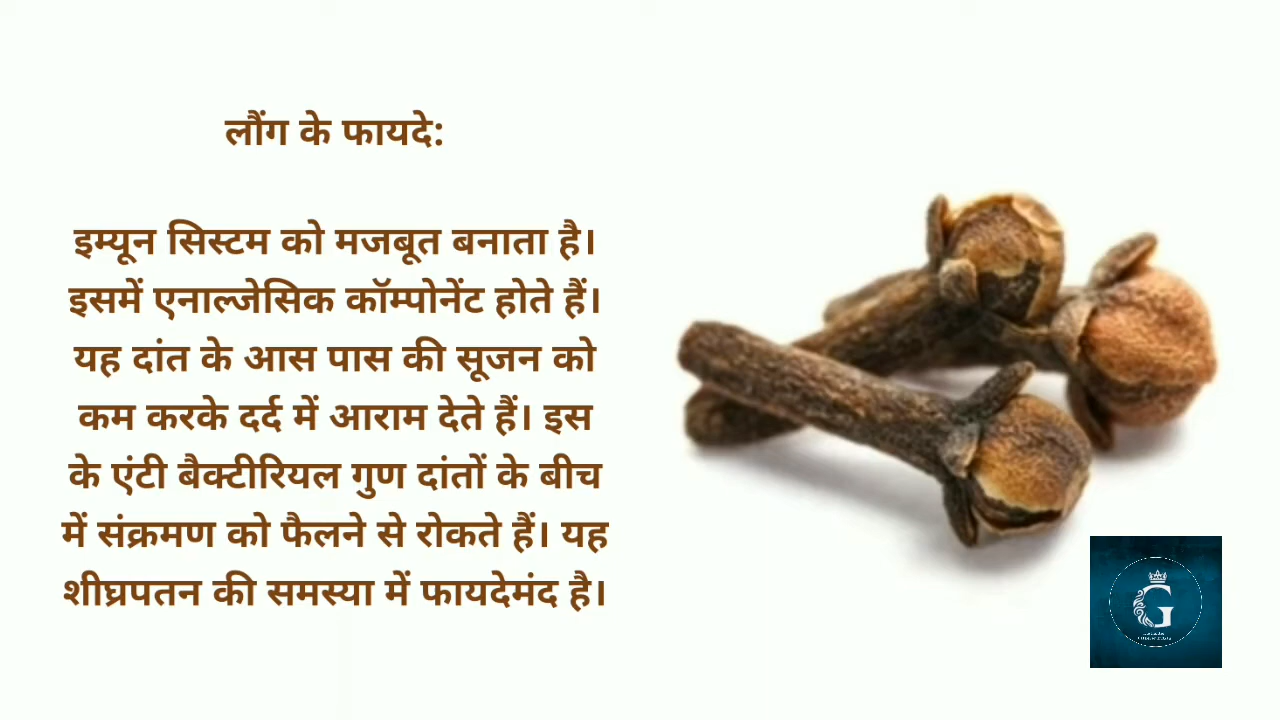 लौंग के फायदे:
इम्यून सिस्टम को मजबूत बनाता है।
इसमें एनाल्जेसिक कॉम्पोनेंट होते हैं।
यह दांत के आस पास की सूजन को
कम करके दर्द में आराम देते हैं। इस
के एंटी बैक्टीरियल गुण दांतों के बीच
में संक्रमण को फैलने से रोकते हैं। यह
शीघ्रपतन की समस्या में फायदेमंद है।
G